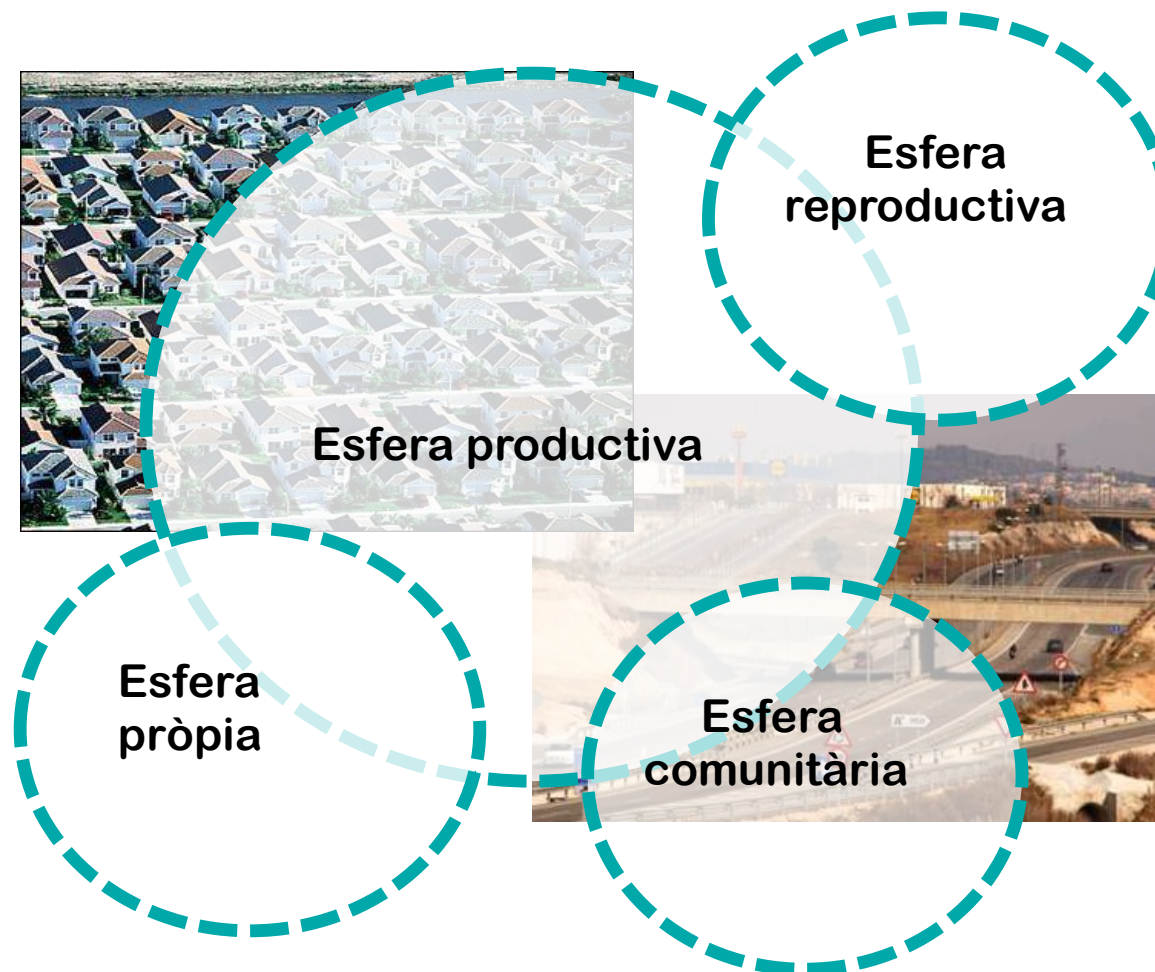 Esfera
reproductiva
Esfera productiva
Esfera
pròpia
Esfera
comunitària